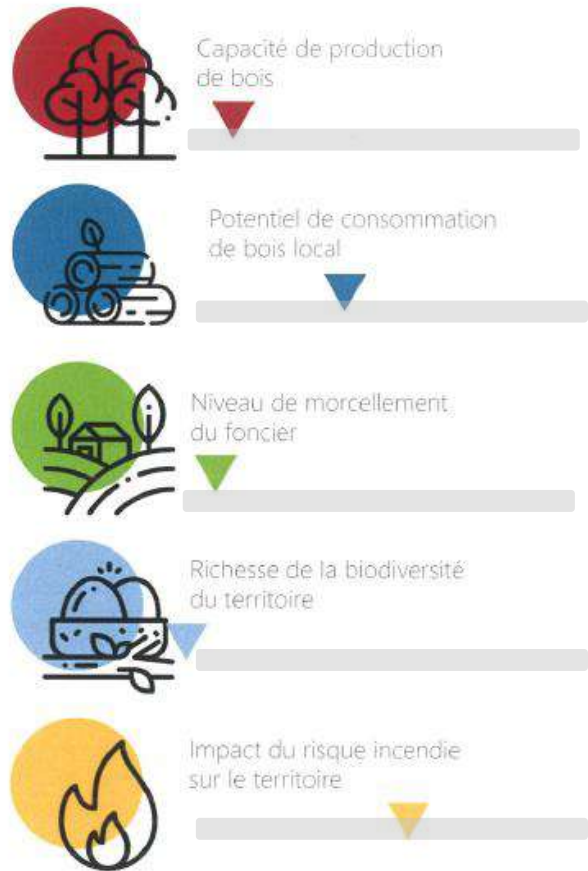 Capacité de production
de bois
Potentiel de consommation
de bois local
Niveau de morcellement
du foncier
Richesse de la biodiversité
du territoire
Impact du risque incendie
sur le territoire